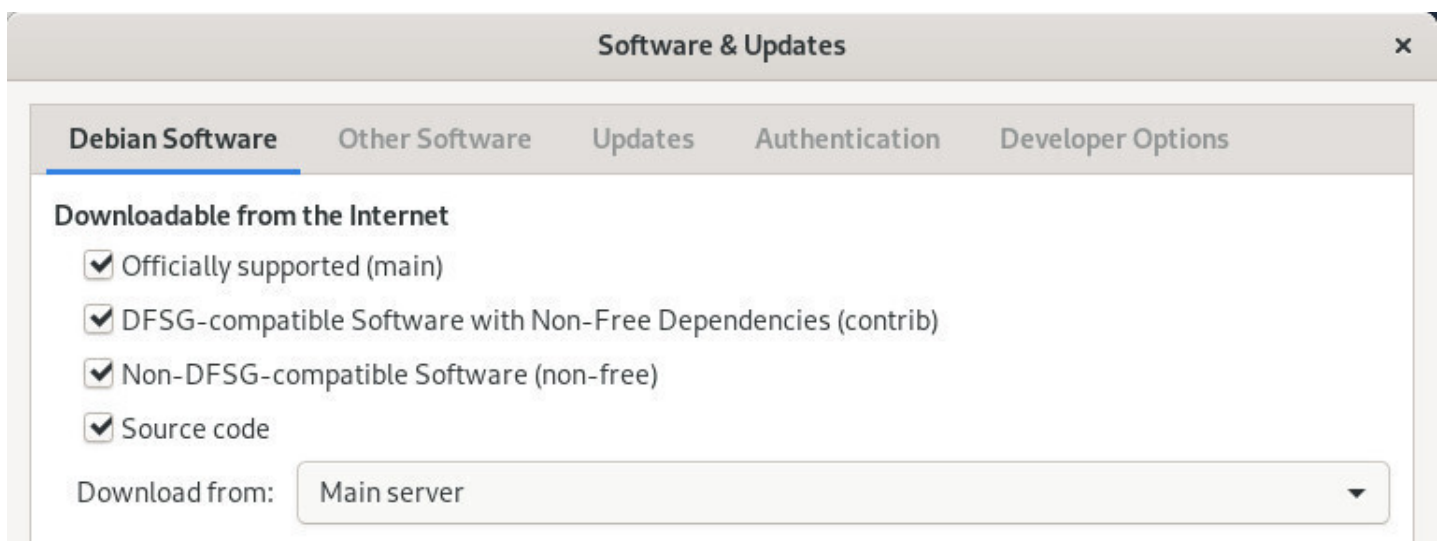 Software & Updates
Debian Software Other Software Updates Authentication Developer Options
Downloadable from the Internet
Officially supported (main)
DFSG-compatible Software with Non-Free Dependencies (contrib)
Non-DFSG-compatible Software (non-free)
Source code
Download from: Main server